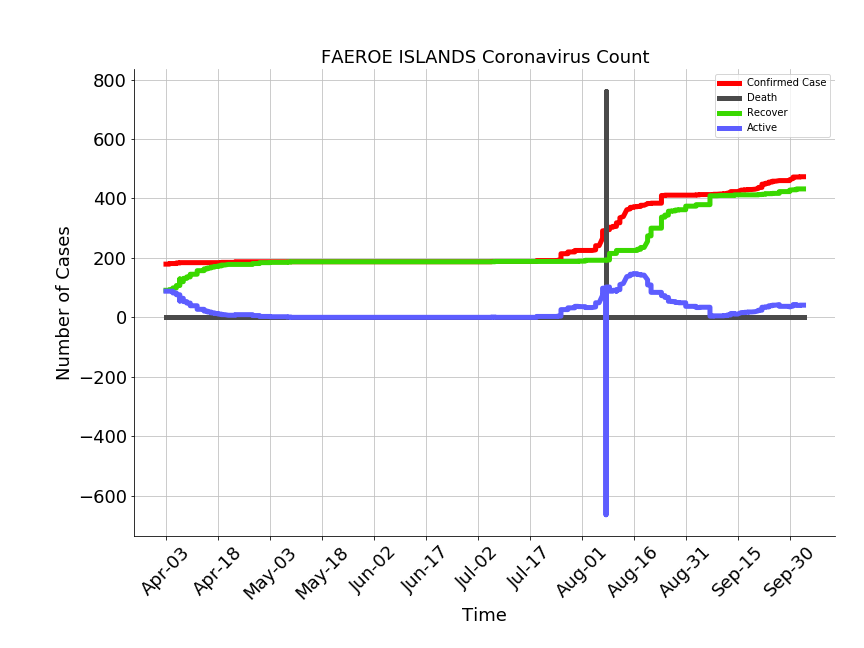 FAEROE ISLANDS Coronavirus Count
Confirmed Case
Death
Recover
Active
Number of Cases
800
600
400
200
0
−200
−400
−600
Apr-03
Apr-18
May-03
May-18
Jun-02
Jun-17
Jul-02
Jul-17
Aug-01
Aug-16
Aug-31
Sep-15
Sep-30
Time